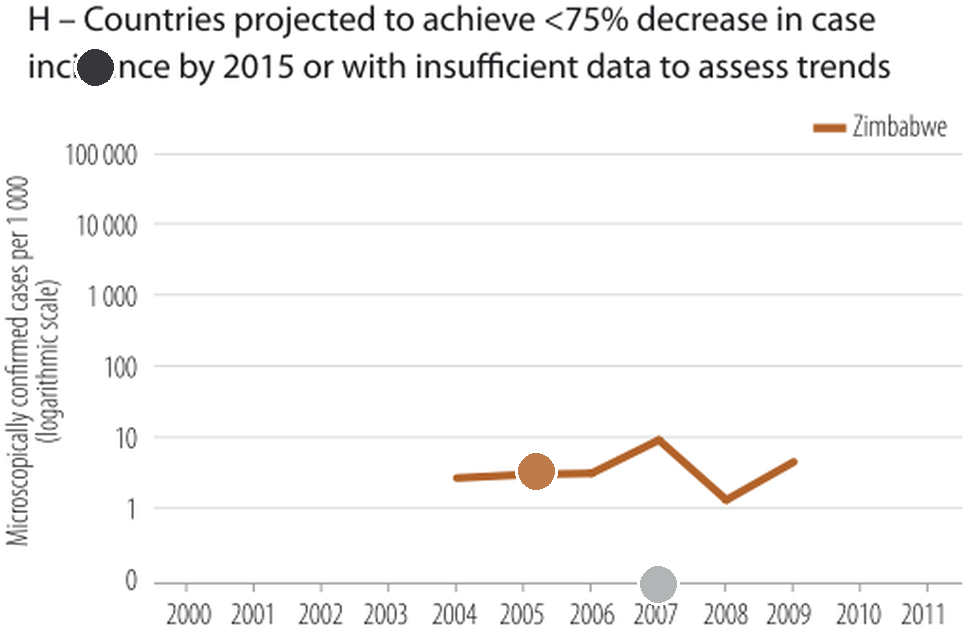 H – Countries projected to achieve <75% decrease in case
by 2015 or with insufficient data to assess trends
Zimbabwe
Microscopically confirmed cases per 1 000
(logarithmic scale)
100 000
10 000
1 000
100
10
1
0
2000 2001 2002 2003 2004 2005 2006 2007 2008 2009 2010 2011